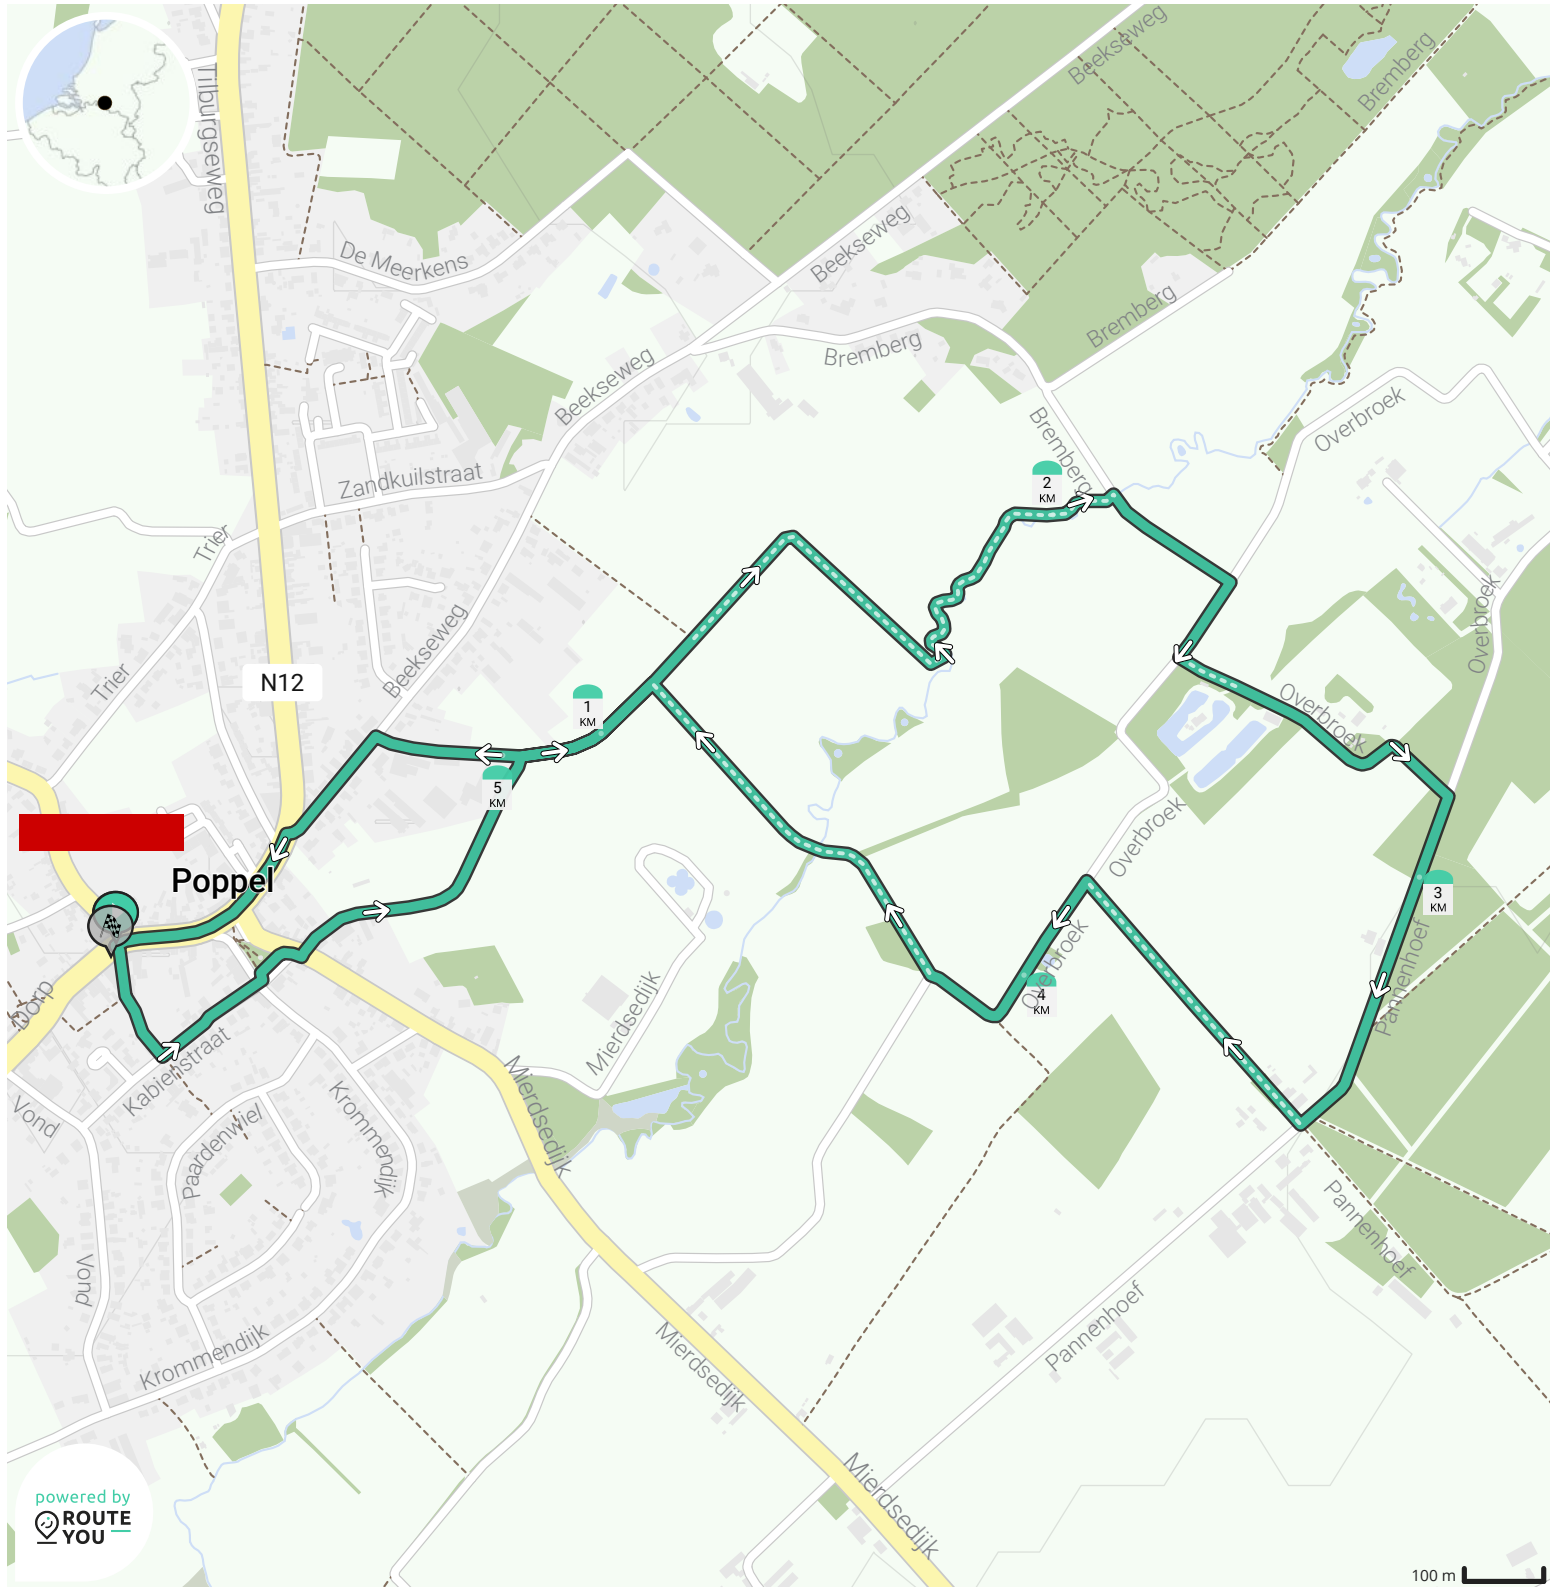 Beekseweg
Bremberg
Tilburgseweg
Beekseweg
De Meerkens
Bremberg
Bremberg
Beekseweg
Overbroek
Bremberg
Zandkuilstraat
2
KM
Trier
Overbroek
Beekseweg
Trier
N12
1
KM
Overbroek
5
KM
Overbroek
Poppel
3
KM
Overbroek
Pannenhoef
4
KM
Dorp
Mierdsedijk
Kabienstraat
Mierdsedijk
Vond
Krommendijk
Paardenwiel
Pannenhoef
Vond
Pannenhoef
Krommendijk
Mierdsedijk
Mierdsedijk
powered by
ROUTE
YOU
100 m